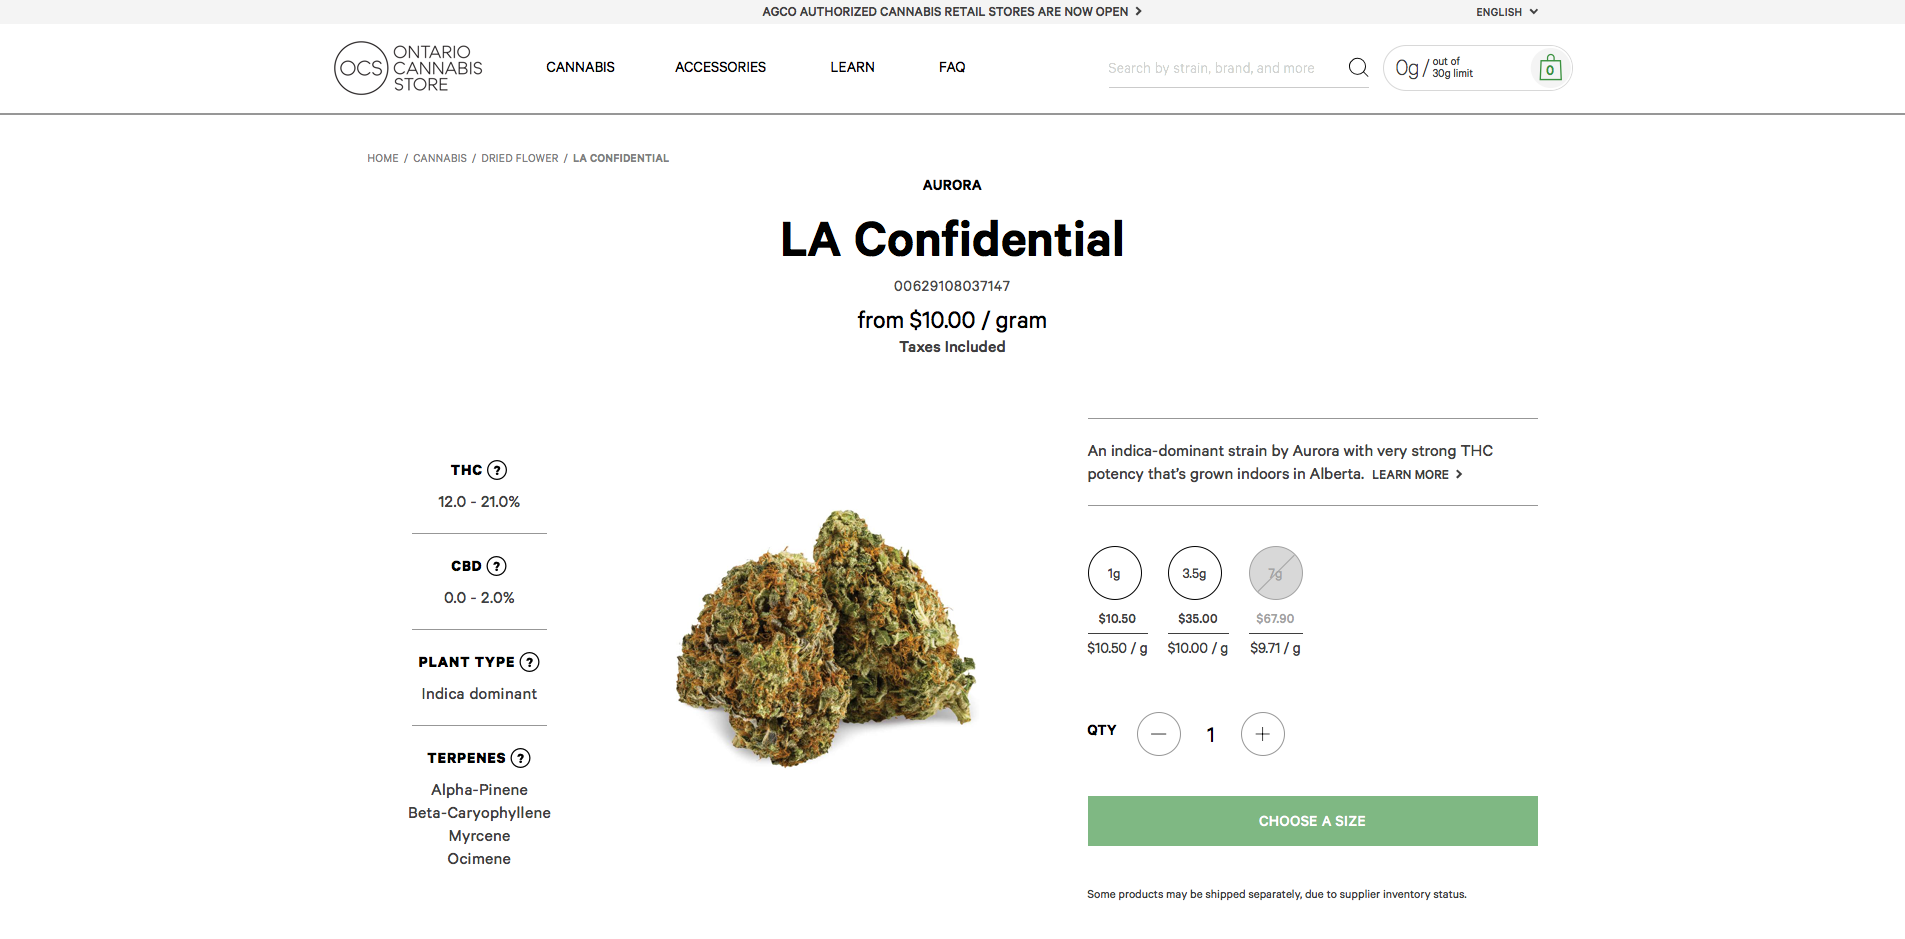 AGCO AUTHORIZED CANNABIS RETAIL STORES ARE NOW OPEN
ENGLISH
OCS
ONTARIO
CANNABIS
STORE
CANNABIS
ACCESSORIES
LEARN
FAQ
Search by strain, brand, and more
0g / out of
30g limit
0
HOME / CANNABIS / DRIED FLOWER / LA CONFIDENTIAL
AURORA
LA Confidential
00629108037147
from $10.00 / gram
Taxes Included
THC ?
12.0 - 21.0%
CBD ?
0.0 - 2.0%
PLANT TYPE ?
Indica dominant
TERPENES ?
Alpha-Pinene
Beta-Caryophyllene
Myrcene
Ocimene
An indica-dominant strain by Aurora with very strong THC
potency that's grown indoors in Alberta. LEARN MORE
1g 3.5g 7g
$10.50 $35.00 $67.90
$10.50 / g $10.00 / g $9.71 / g
QTY 1
CHOOSE A SIZE
Some products may be shipped separately, due to supplier inventory status.